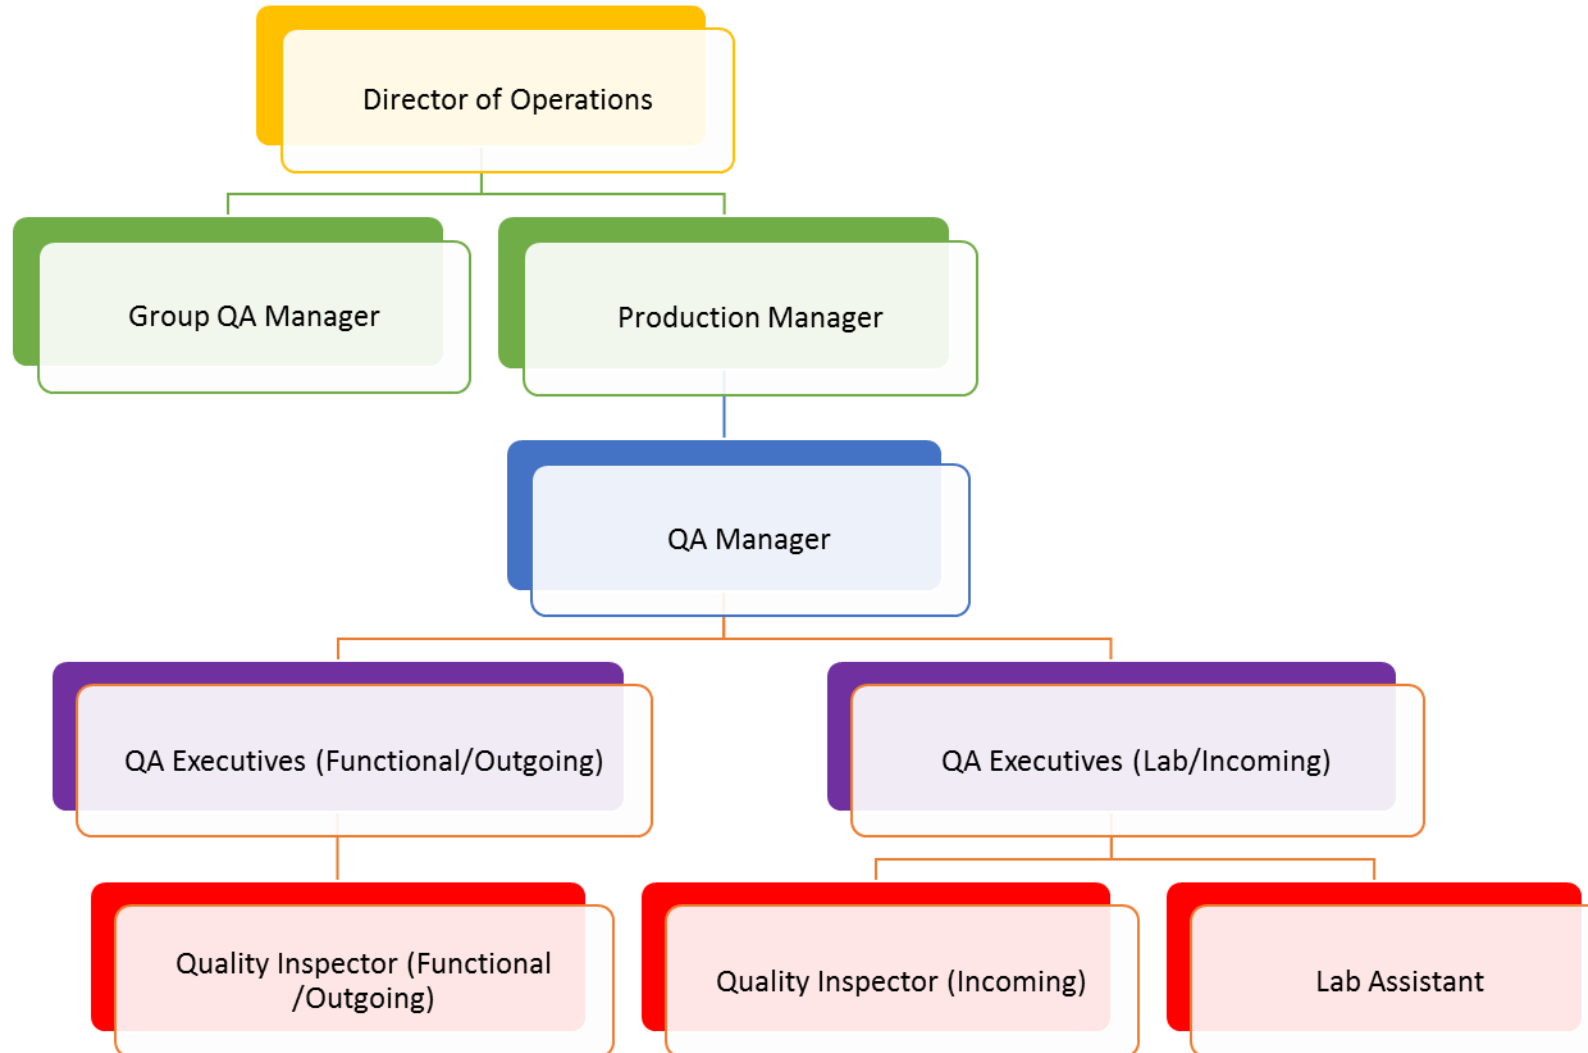 Director of Operations
Group QA Manager
Production Manager
QA Manager
QA Executives (Functional/Outgoing)
QA Executives (Lab/Incoming)
Quality Inspector (Functional
/Outgoing)
Quality Inspector (Incoming)
Lab Assistant